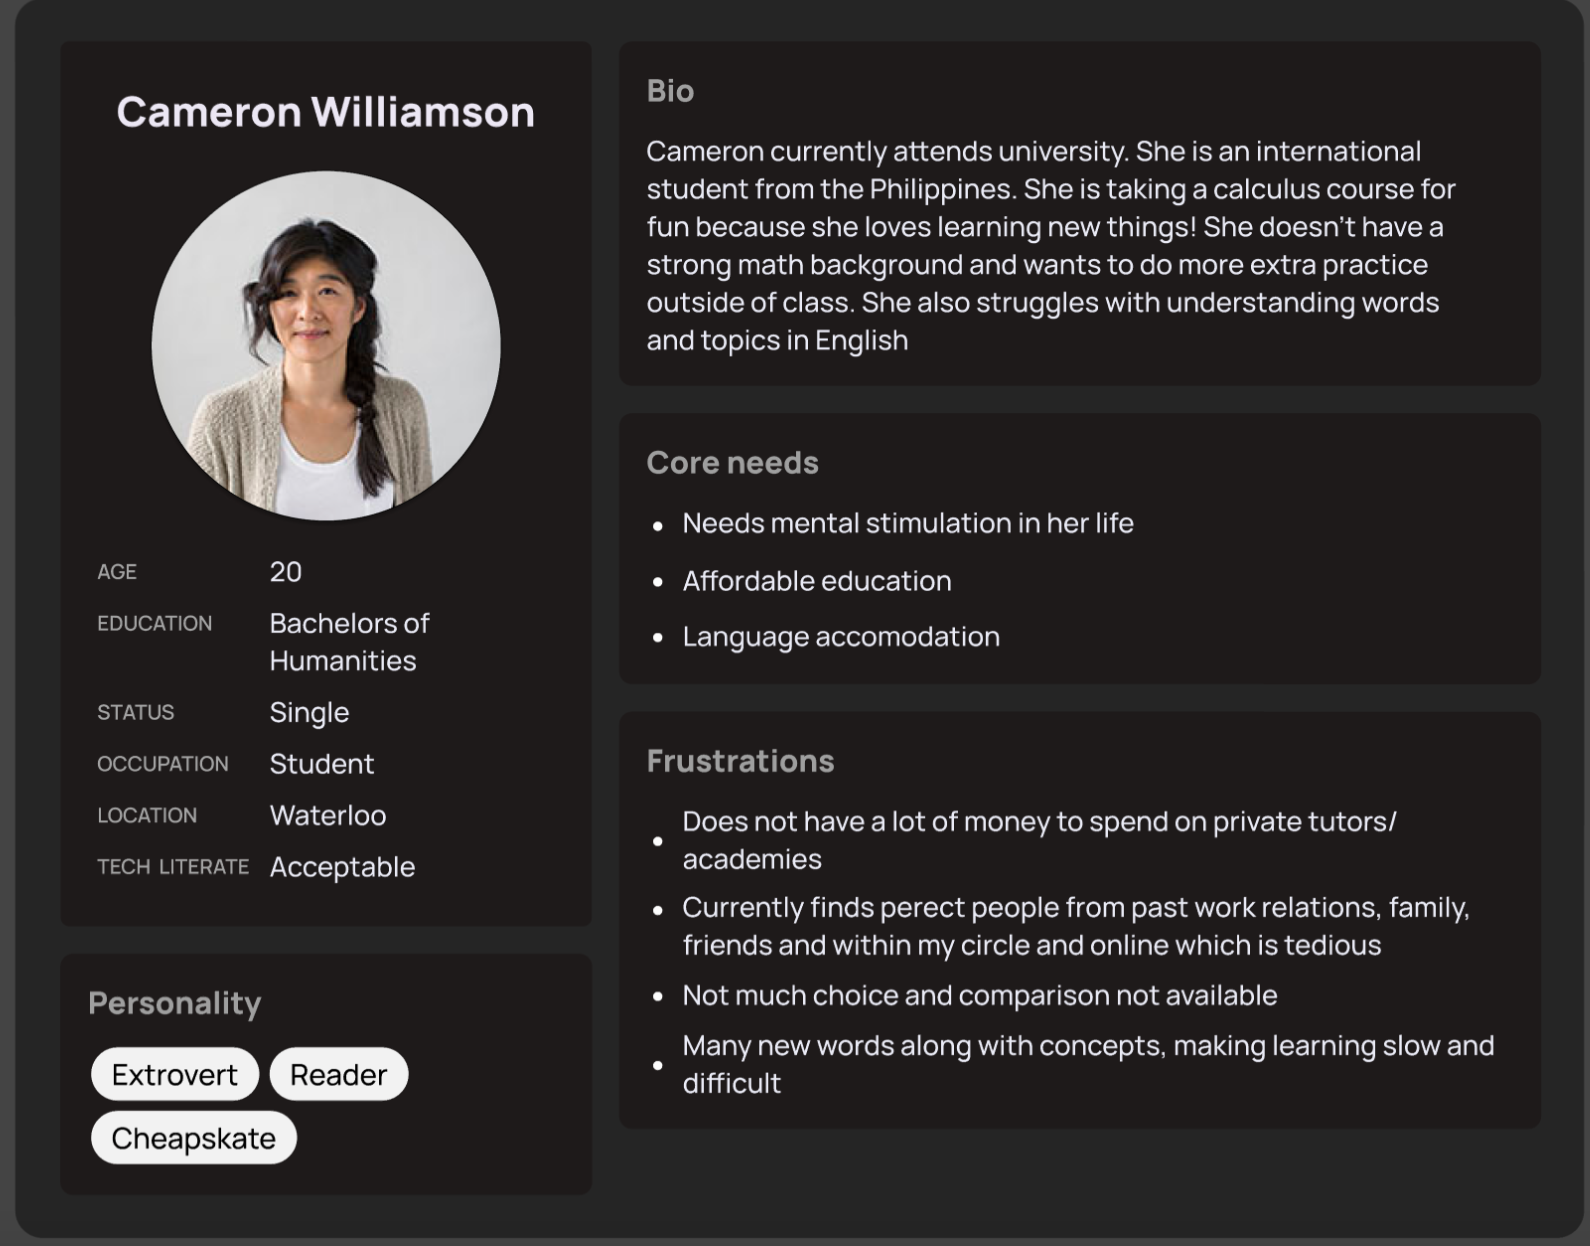 Cameron Williamson
AGE 20
EDUCATION Bachelors of
Humanities
STATUS Single
OCCUPATION Student
LOCATION Waterloo
TECH LITERATE Acceptable
Personality
Extrovert Reader
Cheapskate
Bio
Cameron currently attends university. She is an international
student from the Philippines. She is taking a calculus course for
fun because she loves learning new things! She doesn't have a
strong math background and wants to do more extra practice
outside of class. She also struggles with understanding words
and topics in English
Core needs
• Needs mental stimulation in her life
• Affordable education
• Language accomodation
Frustrations
• Does not have a lot of money to spend on private tutors/
academies
• Currently finds perect people from past work relations, family,
friends and within my circle and online which is tedious
• Not much choice and comparison not available
• Many new words along with concepts, making learning slow and
difficult